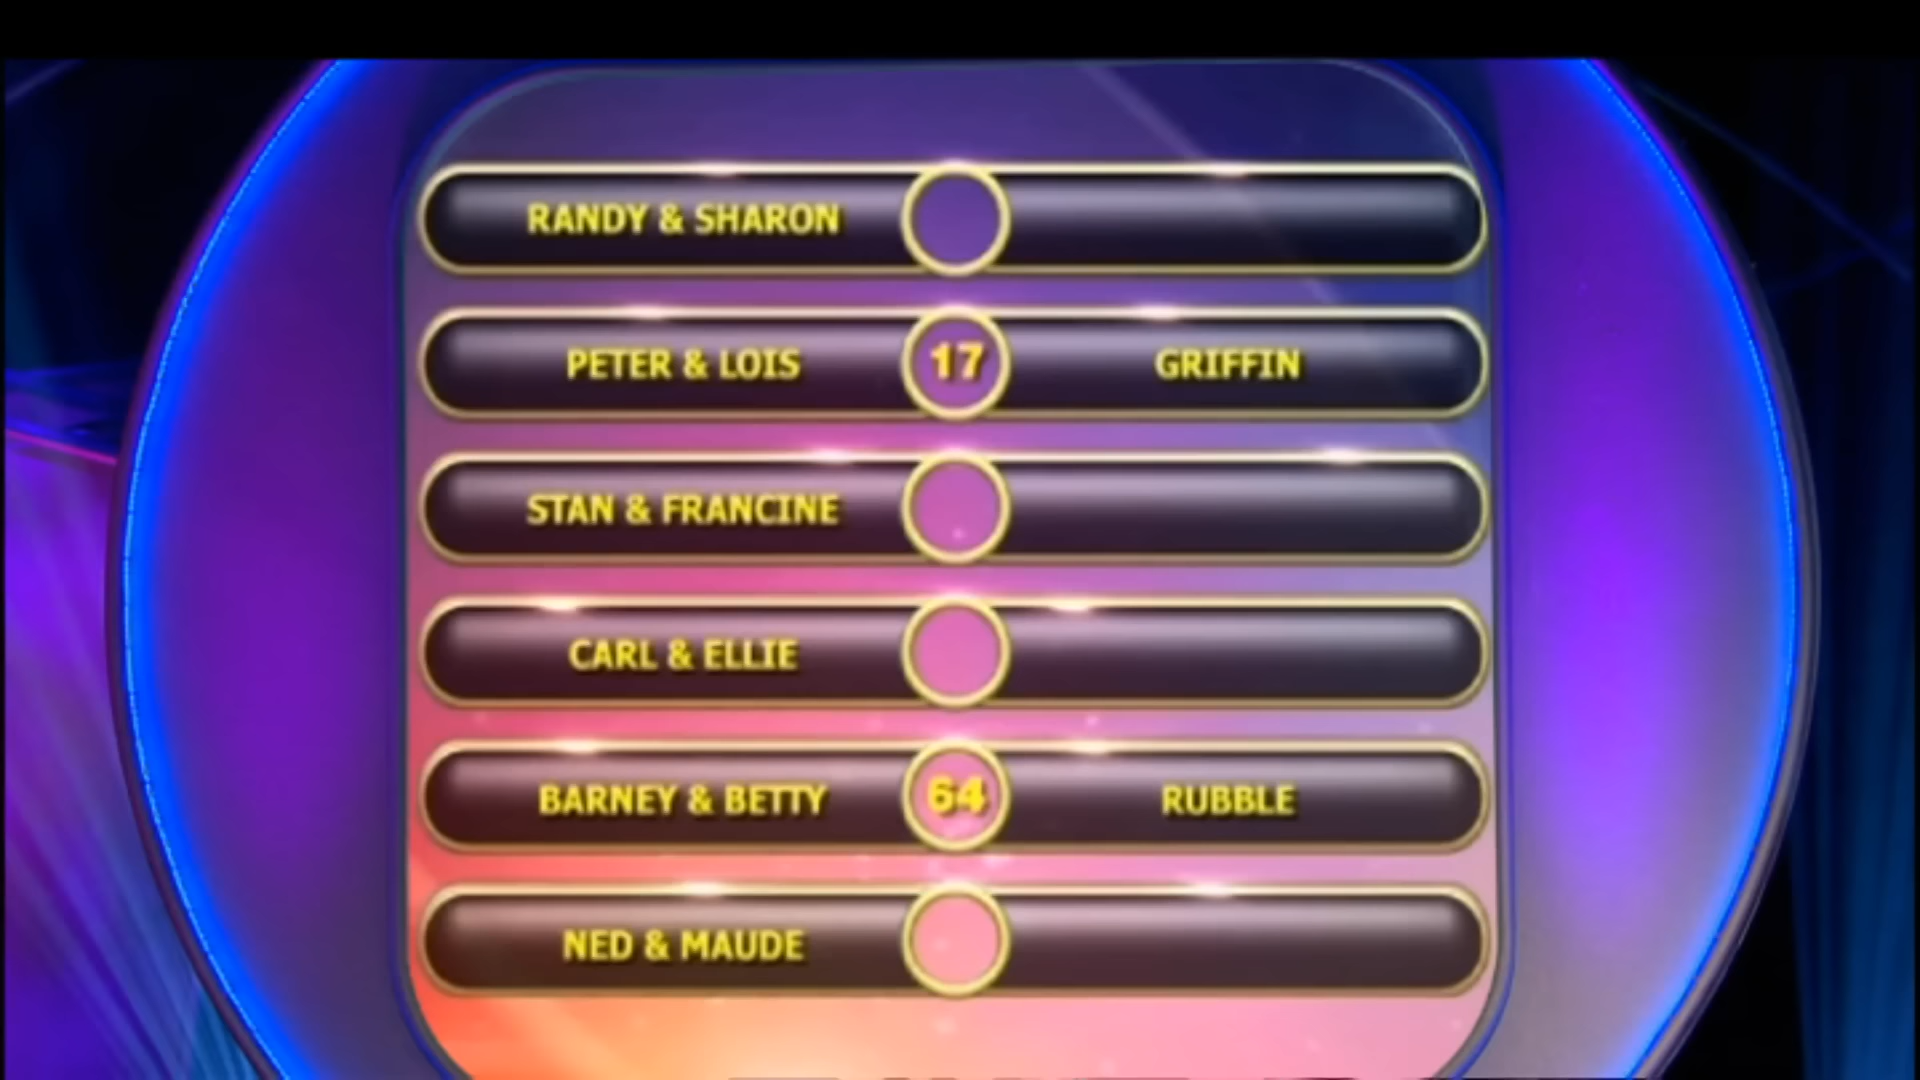 RANDY & SHARON
PETER & LOIS 17 GRIFFIN
STAN & FRANCINE
CARL & ELLIE
BARNEY & BETTY 64 RUBBLE
NED & MAUDE